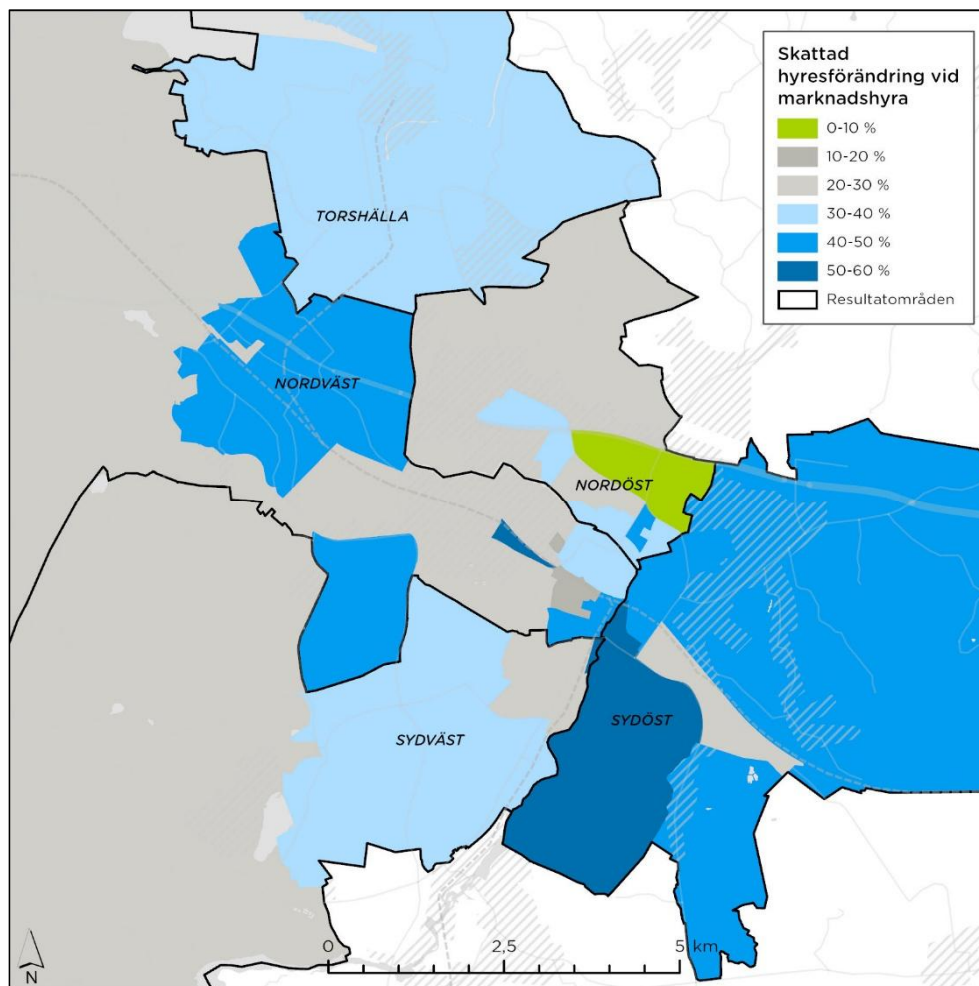 Skattad
hyresförändring vid
marknadshyra
0-10 %
10-20 %
20-30 %
30-40 %
40-50 %
50-60 %
Resultatområden
TORSHÄLLA
NORDVÄST
NORDÖST
SYDÖST
SYDVÄST
0 2,5 5 km
N